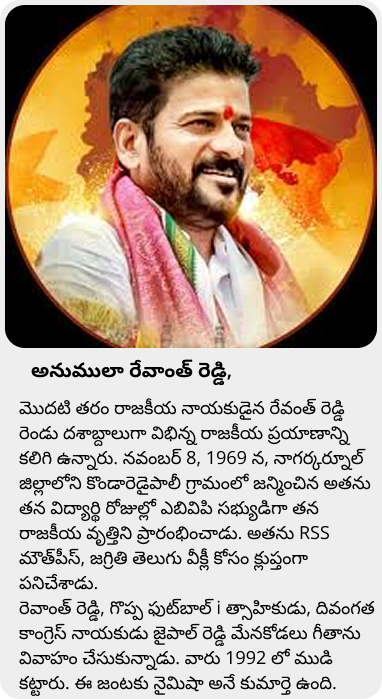 అనుములా రేవాంత్ రెడ్డి,
మొదటి తరం రాజకీయ నాయకుడైన రేవంత్ రెడ్డి
రెండు దశాబ్దాలుగా విభిన్న రాజకీయ ప్రయాణాన్ని
కలిగి ఉన్నారు. నవంబర్ 8, 1969 న, నాగర్కర్నూల్
జిల్లాలోని కొండారెడైపాలీ గ్రామంలో జన్మించిన అతను
తన విద్యార్థి రోజుల్లో ఎబివిపి సభ్యుడిగా తన
రాజకీయ వృత్తిని ప్రారంభించాడు. అతను RSS
మౌత్‌పీస్, జగ్రితి తెలుగు వీక్లీ కోసం క్లుప్తంగా
పనిచేశాడు.
రెవాంత్ రెడ్డి, గొప్ప ఫుట్‌బాల్ i త్సాహికుడు, దివంగత
కాంగ్రెస్ నాయకుడు జైపాల్ రెడ్డి మేనకోడలు గీతాను
వివాహం చేసుకున్నాడు. వారు 1992 లో ముడి
కట్టారు. ఈ జంటకు నైమిషా అనే కుమార్తె ఉంది.